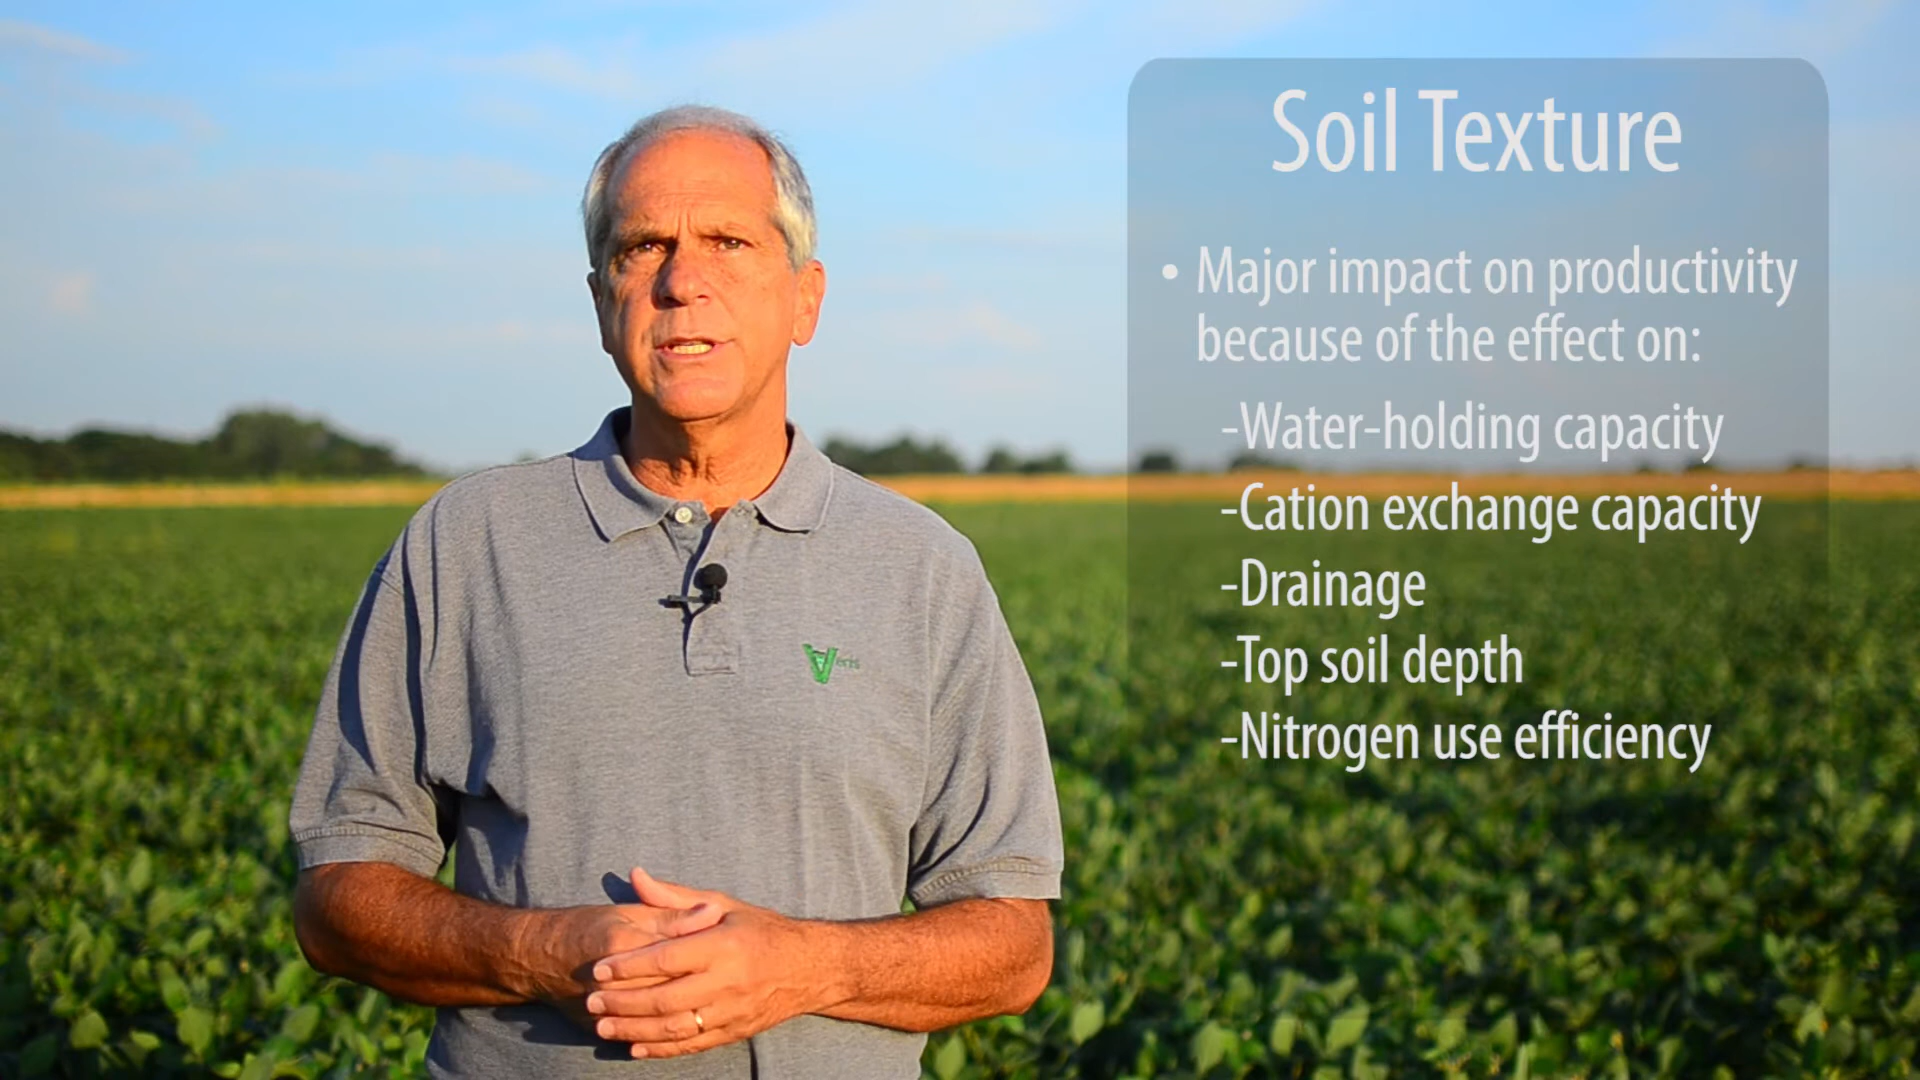 Soil Texture
• Major impact on productivity
because of the effect on:
-Water-holding capacity
-Cation exchange capacity
-Drainage
-Top soil depth
-Nitrogen use efficiency
Veris